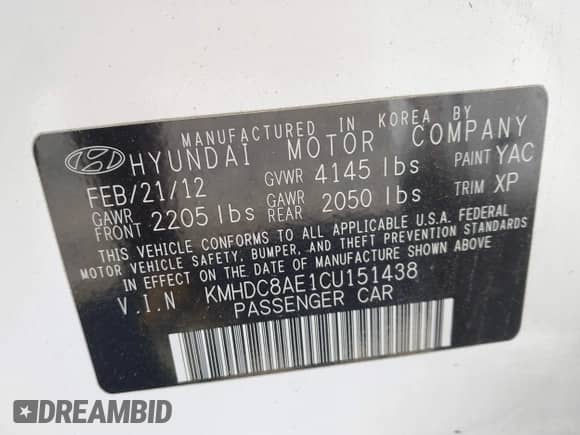 MANUFACTURED IN KOREA BY
HYUNDAI MOTOR COMPANY
FEB/21/12 GVWR 4145 lbs PAINT YAC
GAWR FRONT 2205 lbs GAWR REAR 2050 lbs TRIM XP
THIS VEHICLE CONFORMS TO ALL APPLICABLE U.S.A. FEDERAL
MOTOR VEHICLE SAFETY, BUMPER, AND THEFT PREVENTION STANDARDS
IN EFFECT ON THE DATE OF MANUFACTURE SHOWN ABOVE.
V.I.N KMHDC8AE1CU151438
PASSENGER CAR
DREAMBID